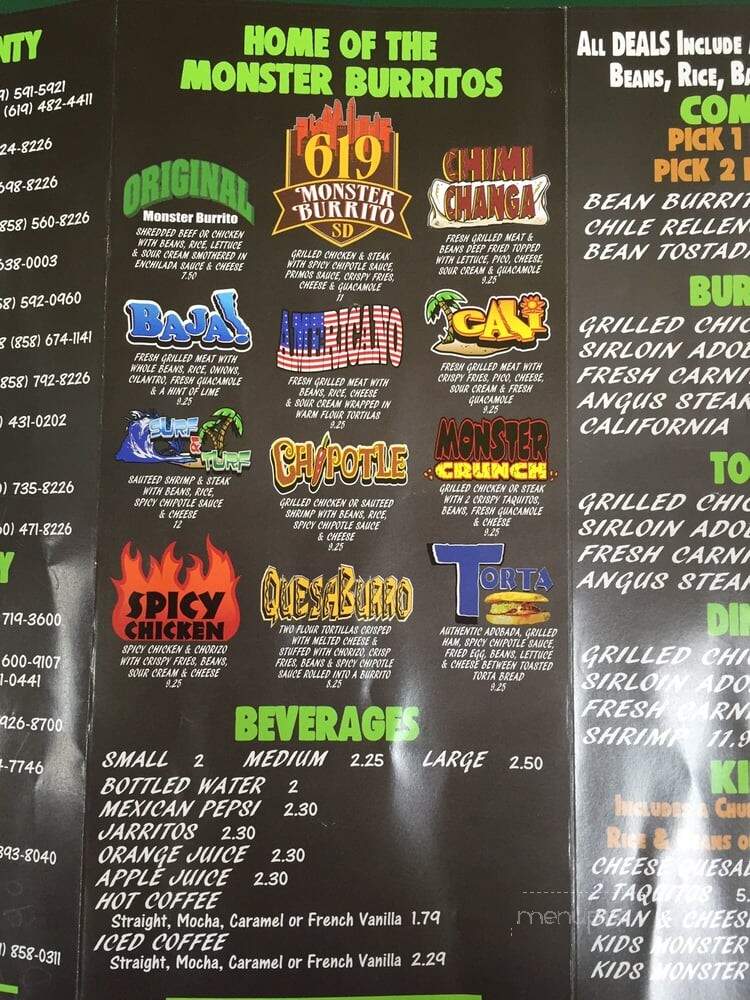 NTY
9) 591-5921
(619) 482-4411
24-8226
698-8226
(858) 560-8226
638-0003
58) 592-0960
8 (858) 674-1141
(858) 792-8226
) 431-0202
0) 735-8226
60) 471-8226
Y
719-3600
600-9107
1-0441
926-8700
4-7746
893-8040
1) 858-0311
HOME OF THE
MONSTER BURRITOS
ORIGINAL
Monster Burrito
SHREDDED BEEF OR CHICKEN
WITH BEANS, RICE, LETTUCE
& SOUR CREAM SMOTHERED IN
ENCHILADA SAUCE & CHEESE
7.50
619
MONSTER
BURRITO
SD
GRILLED CHICKEN & STEAK
WITH SPICY CHIPOTLE SAUCE,
PRIMOS SAUCE, CRISPY FRIES,
CHEESE & GUACAMOLE
11
CHIMI
CHANGA
FRESH GRILLED MEAT &
BEANS DEEP FRIED TOPPED
WITH LETTUCE, PICO, CHEESE,
SOUR CREAM & GUACAMOLE
9.25
BAJA!
FRESH GRILLED MEAT WITH
WHOLE BEANS, RICE, ONIONS,
CILANTRO, FRESH GUACAMOLE
& A HINT OF LIME
9.25
AMERICANO
FRESH GRILLED MEAT WITH
BEANS, RICE, CHEESE
& SOUR CREAM WRAPPED IN
WARM FLOUR TORTILAS
9.25
CALI
FRESH GRILLED MEAT WITH
CRISPY FRIES, PICO, CHEESE,
SOUR CREAM & FRESH
GUACAMOLE
9.25
SURF
&
TURF
SAUTEED SHRIMP & STEAK
WITH BEANS, RICE,
SPICY CHIPOTLE SAUCE
& CHEESE
12
CHIPOTLE
GRILLED CHICKEN OR SAUTEED
SHRIMP WITH BEANS, RICE,
SPICY CHIPOTLE SAUCE
& CHEESE
9.25
MONSTER
CRUNCH
GRILLED CHICKEN OR STEAK
WITH 2 CRISPY TAQUITOS,
BEANS, FRESH GUACAMOLE
& CHEESE
9.25
SPICY
CHICKEN
SPICY CHICKEN & CHORIZO
WITH CRISPY FRIES, BEANS,
SOUR CREAM & CHEESE
9.25
QUESABURRO
TWO FLOUR TORTILLAS CRISPED
WITH MELTED CHEESE &
STUFFED WITH CHORIZO, CRISP
FRIES, BEANS & SPICY CHIPOTLE
SAUCE ROLLED INTO A BURRITO
8.25
TORTA
AUTHENTIC ADOBADA, GRILLED
HAM, SPICY CHIPOTLE SAUCE,
FRIED EGG, BEANS, LETTUCE
& CHEESE BETWEEN TOASTED
TORTA BREAD
9.25
BEVERAGES
SMALL 2 MEDIUM 2.25 LARGE 2.50
BOTTLED WATER 2
MEXICAN PEPSI 2.30
JARRITOS 2.30
ORANGE JUICE 2.30
APPLE JUICE 2.30
HOT COFFEE
Straight, Mocha, Caramel or French Vanilla 1.79
ICED COFFEE
Straight, Mocha, Caramel or French Vanilla 2.29
ALL DEALS INCLUDE
BEANS, RICE, BA
COM
PICK 1
PICK 2
BEAN BURRIT
CHILE RELLENO
BEAN TOSTADA
BUR
GRILLED CHIC
SIRLOIN ADOB
FRESH CARNI
ANGUS STEAK
CALIFORNIA
TO
GRILLED CHIC
SIRLOIN ADOB
FRESH CARNI
ANGUS STEA
DIN
GRILLED CHI
SIRLOIN ADO
FRESH CARN
SHRIMP 11.9
KI
INCLUDES A CHU
RICE & BEANS O
CHEESE QUESAD
2 TAQUITOS 5.
BEAN & CHEES
KIDS MONSTER
KIDS MONSTER